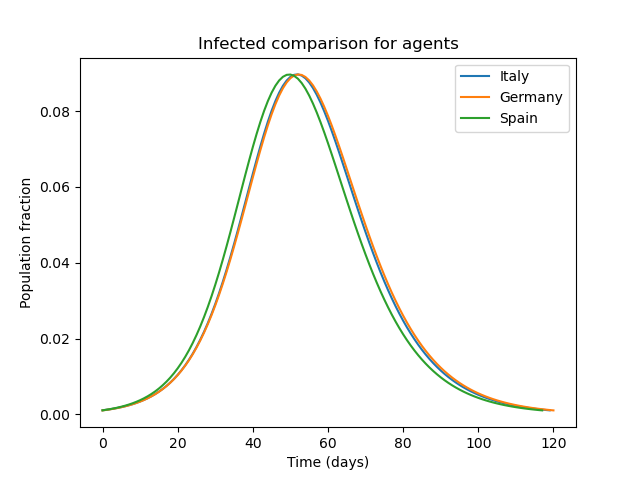 Infected comparison for agents
Italy
Germany
Spain
0.08
0.06
0.04
0.02
0.00
Population fraction
0 20 40 60 80 100 120
Time (days)